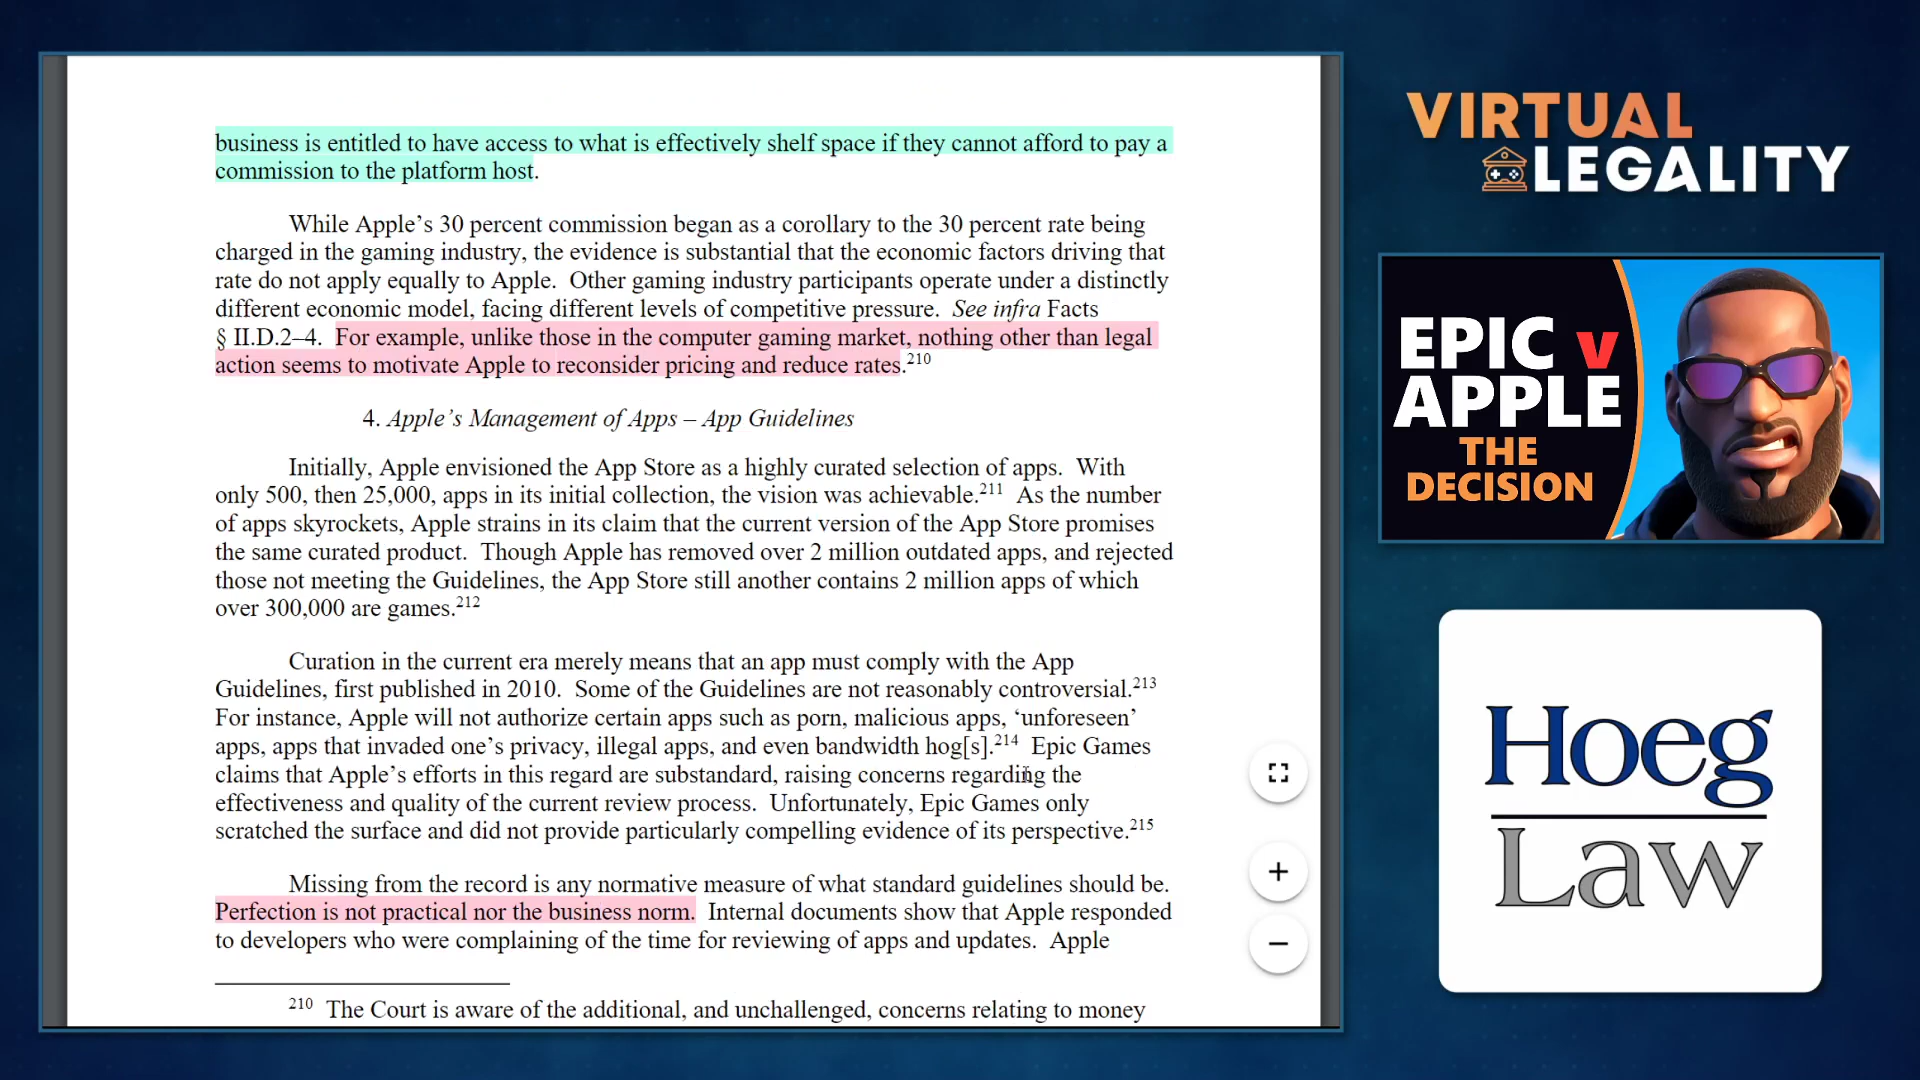 business is entitled to have access to what is effectively shelf space if they cannot afford to pay a
commission to the platform host.
While Apple’s 30 percent commission began as a corollary to the 30 percent rate being
charged in the gaming industry, the evidence is substantial that the economic factors driving that
rate do not apply equally to Apple.  Other gaming industry participants operate under a distinctly
different economic model, facing different levels of competitive pressure.  See infra Facts
§ II.D.2–4.  For example, unlike those in the computer gaming market, nothing other than legal
action seems to motivate Apple to reconsider pricing and reduce rates.210
4. Apple’s Management of Apps – App Guidelines
Initially, Apple envisioned the App Store as a highly curated selection of apps.  With
only 500, then 25,000, apps in its initial collection, the vision was achievable.211  As the number
of apps skyrockets, Apple strains in its claim that the current version of the App Store promises
the same curated product.  Though Apple has removed over 2 million outdated apps, and rejected
those not meeting the Guidelines, the App Store still another contains 2 million apps of which
over 300,000 are games.212
Curation in the current era merely means that an app must comply with the App
Guidelines, first published in 2010.  Some of the Guidelines are not reasonably controversial.213
For instance, Apple will not authorize certain apps such as porn, malicious apps, ‘unforeseen’
apps, apps that invaded one’s privacy, illegal apps, and even bandwidth hog[s].214  Epic Games
claims that Apple’s efforts in this regard are substandard, raising concerns regarding the
effectiveness and quality of the current review process.  Unfortunately, Epic Games only
scratched the surface and did not provide particularly compelling evidence of its perspective.215
Missing from the record is any normative measure of what standard guidelines should be.
Perfection is not practical nor the business norm.  Internal documents show that Apple responded
to developers who were complaining of the time for reviewing of apps and updates.  Apple
210  The Court is aware of the additional, and unchallenged, concerns relating to money
VIRTUAL
LEGALITY
EPIC v
APPLE
THE
DECISION
Hoeg
Law